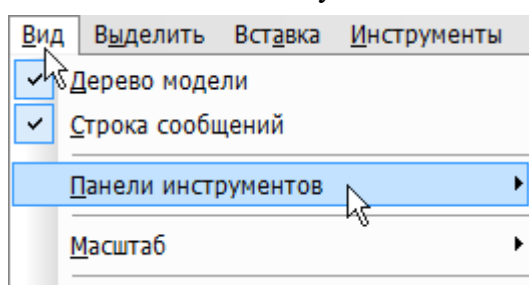 Вид Выделить Вставка Инструменты
Дерево модели
Строка сообщений
Панели инструментов
Масштаб